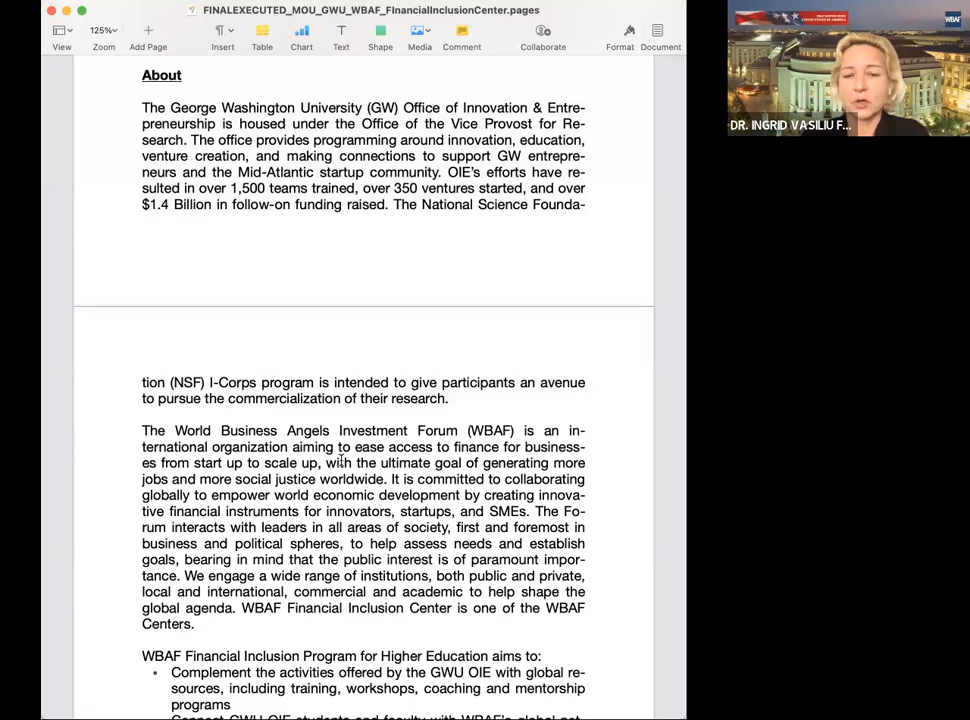 FINALEXECUTED_MOU_GWU_WBAF_FInancialInclusionCenter.pages
View
125%
Zoom
Add Page
Insert
Table
Chart
Text
Shape
Media
Comment
Collaborate
Format
Document
About
The George Washington University (GW) Office of Innovation & Entre-
preneurship is housed under the Office of the Vice Provost for Re-
search. The office provides programming around innovation, education,
venture creation, and making connections to support GW entrepre-
neurs and the Mid-Atlantic startup community. OIE's efforts have re-
sulted in over 1,500 teams trained, over 350 ventures started, and over
$1.4 Billion in follow-on funding raised. The National Science Founda-
tion (NSF) I-Corps program is intended to give participants an avenue
to pursue the commercialization of their research.
The World Business Angels Investment Forum (WBAF) is an in-
ternational organization aiming to ease access to finance for business-
es from start up to scale up, with the ultimate goal of generating more
jobs and more social justice worldwide. It is committed to collaborating
globally to empower world economic development by creating innova-
tive financial instruments for innovators, startups, and SMEs. The Fo-
rum interacts with leaders in all areas of society, first and foremost in
business and political spheres, to help assess needs and establish
goals, bearing in mind that the public interest is of paramount impor-
tance. We engage a wide range of institutions, both public and private,
local and international, commercial and academic to help shape the
global agenda. WBAF Financial Inclusion Center is one of the WBAF
Centers.
WBAF Financial Inclusion Program for Higher Education aims to:
• Complement the activities offered by the GWU OIE with global re-
sources, including training, workshops, coaching and mentorship
programs
Connect GWU OIE students and faculty with WBAF's global net-
WBAF
DR. INGRID VASILIU F...